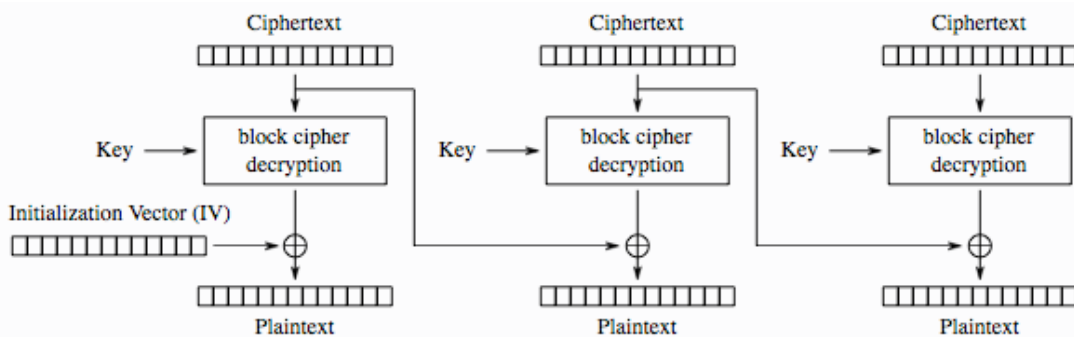 Ciphertext Ciphertext Ciphertext
Key block cipher decryption Key block cipher decryption Key block cipher decryption
Initialization Vector (IV)
Plaintext Plaintext Plaintext